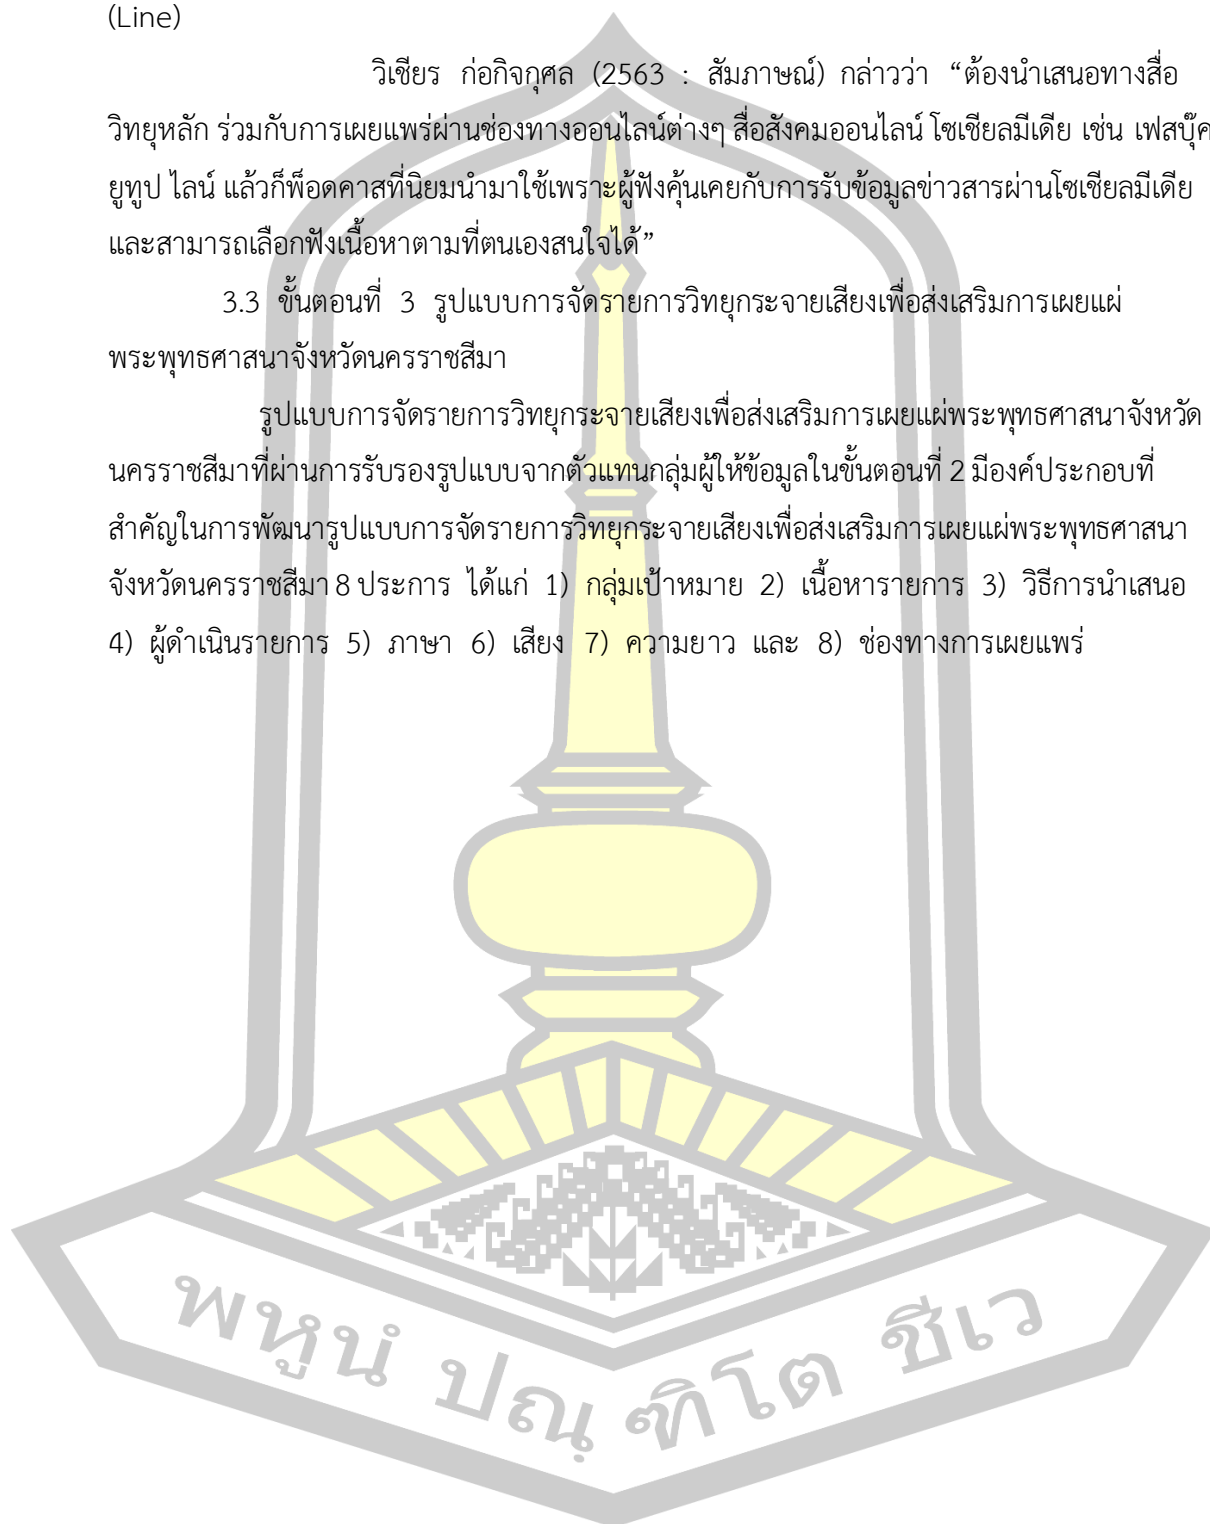 (Line)
วิเชียร ก่อกิจกุศล (2563 : สัมภาษณ์) กล่าวว่า “ต้องนำเสนอทางสื่อ
วิทยุหลัก ร่วมกับการเผยแพร่ผ่านช่องทางออนไลน์ต่างๆ สื่อสังคมออนไลน์ โซเชียลมีเดีย เช่น เฟสบุ๊ค
ยูทูป ไลน์ แล้วก็พ็อดคาสที่นิยมนำมาใช้เพราะผู้ฟังคุ้นเคยกับการรับข้อมูลข่าวสารผ่านโซเชียลมีเดีย
และสามารถเลือกฟังเนื้อหาตามที่ตนเองสนใจได้”
3.3 ขั้นตอนที่ 3 รูปแบบการจัดรายการวิทยุกระจายเสียงเพื่อส่งเสริมการเผยแผ่
พระพุทธศาสนาจังหวัดนครราชสีมา
รูปแบบการจัดรายการวิทยุกระจายเสียงเพื่อส่งเสริมการเผยแผ่พระพุทธศาสนาจังหวัด
นครราชสีมาที่ผ่านการรับรองรูปแบบจากตัวแทนกลุ่มผู้ให้ข้อมูลในขั้นตอนที่ 2 มีองค์ประกอบที่
สำคัญในการพัฒนารูปแบบการจัดรายการวิทยุกระจายเสียงเพื่อส่งเสริมการเผยแผ่พระพุทธศาสนา
จังหวัดนครราชสีมา 8 ประการ ได้แก่ 1) กลุ่มเป้าหมาย 2) เนื้อหารายการ 3) วิธีการนำเสนอ
4) ผู้ดำเนินรายการ 5) ภาษา 6) เสียง 7) ความยาว และ 8) ช่องทางการเผยแพร่
พหูนํ ปณฺฑิโต ชีเว